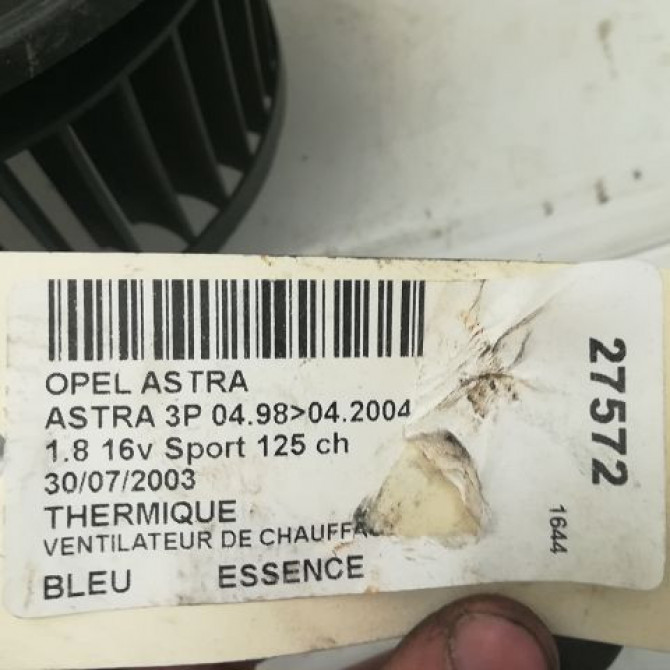 OPEL ASTRA
ASTRA 3P 04.98>04.2004
1.8 16v Sport 125 ch
30/07/2003
THERMIQUE
VENTILATEUR DE
BLEU ESSENCE
27572
1644